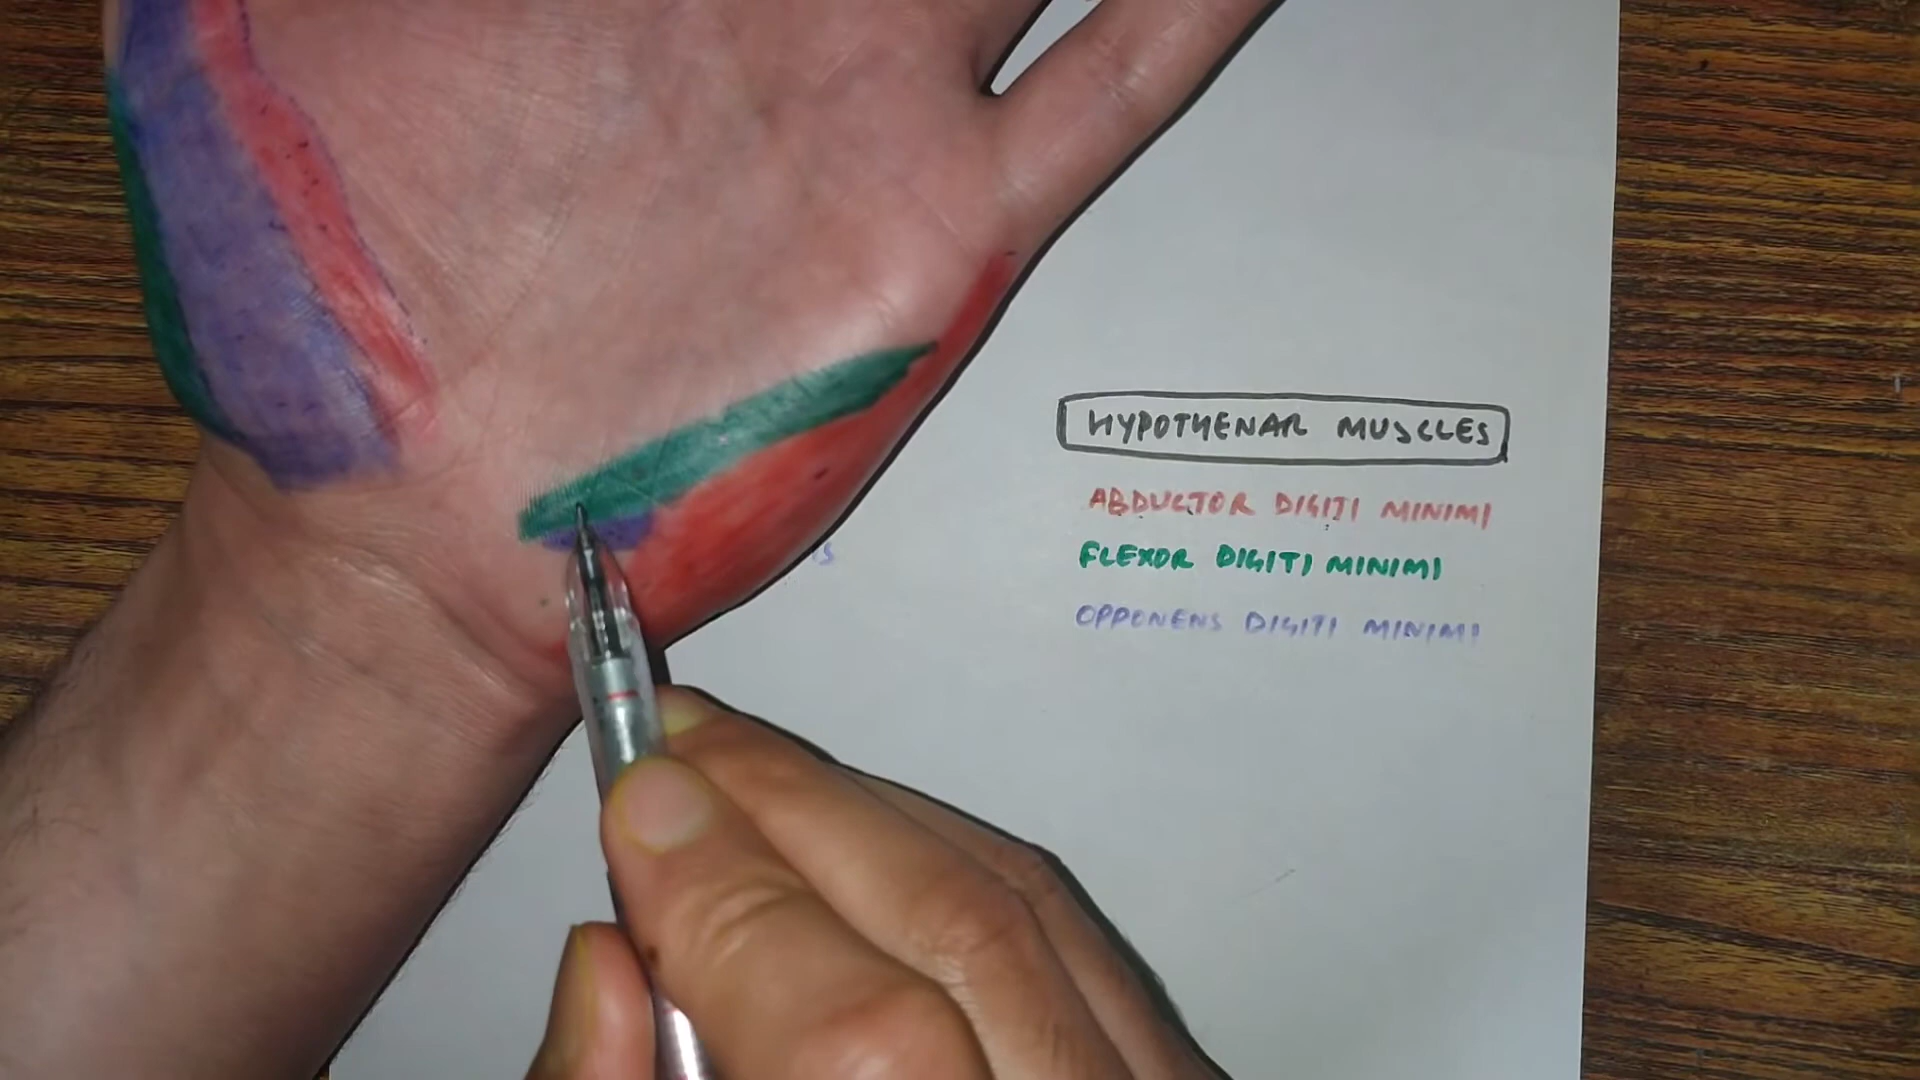 HYPOTHENAR MUSCLES
ABDUCTOR DIGITI MINIMI
FLEXOR DIGITI MINIMI
OPPONENS DIGITI MINIMI